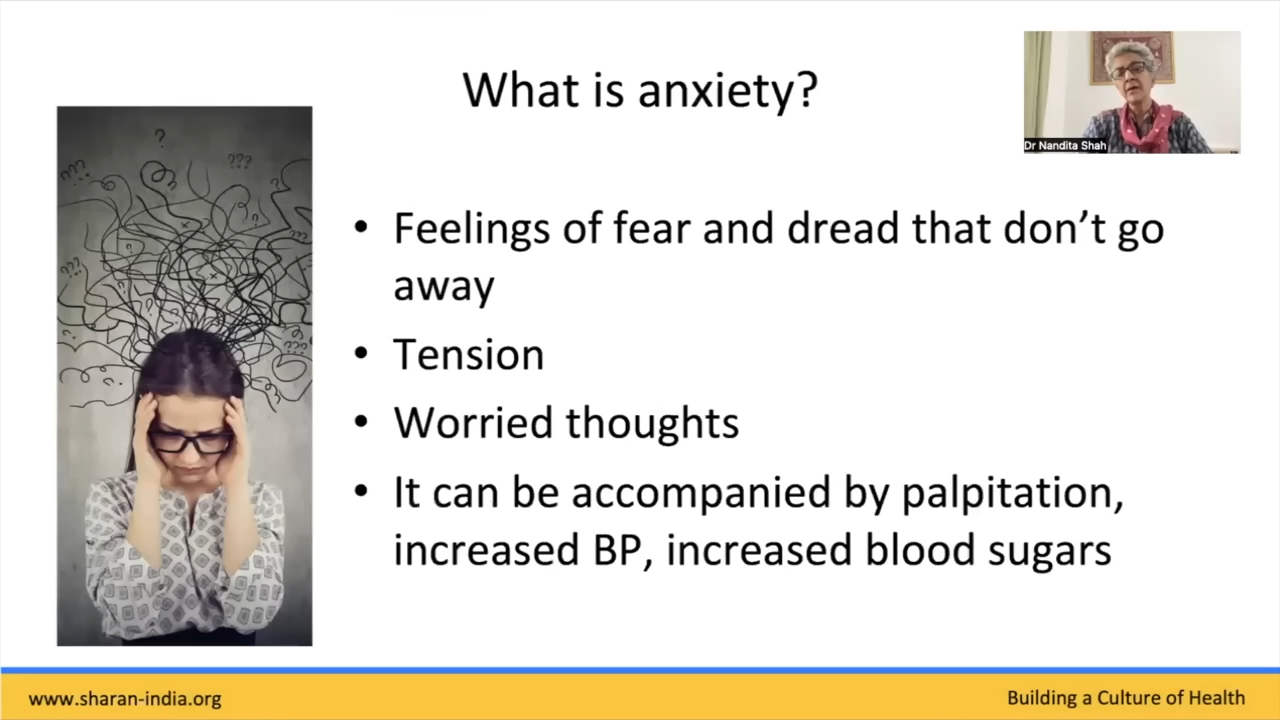 What is anxiety?
Dr Nandita Shah
???
?
???
???
???
• Feelings of fear and dread that don’t go
away
• Tension
• Worried thoughts
• It can be accompanied by palpitation,
increased BP, increased blood sugars
www.sharan-india.org
Building a Culture of Health